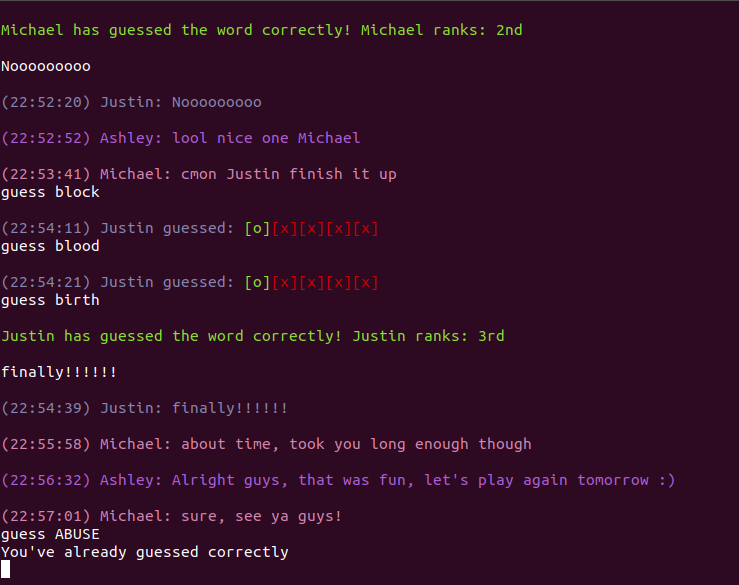 Michael has guessed the word correctly! Michael ranks: 2nd
Nooooooooo
(22:52:20) Justin: Nooooooooo
(22:52:52) Ashley: lool nice one Michael
(22:53:41) Michael: cmon Justin finish it up
guess block
(22:54:11) Justin guessed: [o][x][x][x][x]
guess blood
(22:54:21) Justin guessed: [o][x][x][x][x]
guess birth
Justin has guessed the word correctly! Justin ranks: 3rd
finally!!!!!!
(22:54:39) Justin: finally!!!!!!
(22:55:58) Michael: about time, took you long enough though
(22:56:32) Ashley: Alright guys, that was fun, let's play again tomorrow :)
(22:57:01) Michael: sure, see ya guys!
guess ABUSE
You've already guessed correctly